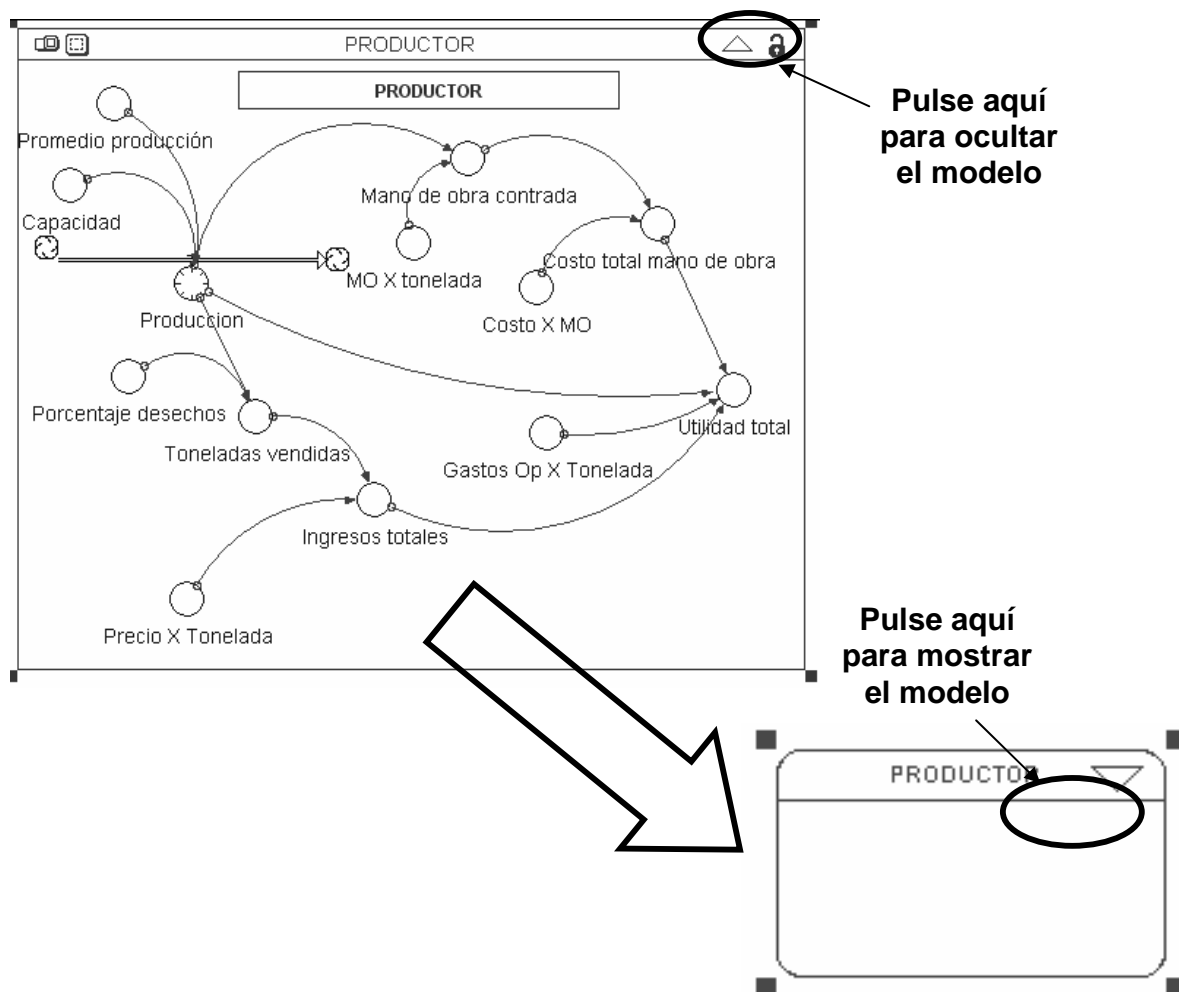 PRODUCTOR
PRODUCTOR
Pulse aquí
para ocultar
el modelo
Promedio producción
Mano de obra contrada
Capacidad
Costo total mano de obra
MO X tonelada
Produccion
Costo X MO
Porcentaje desechos
Utilidad total
Toneladas vendidas
Gastos Op X Tonelada
Ingresos totales
Precio X Tonelada
Pulse aquí
para mostrar
el modelo
PRODUCTOR